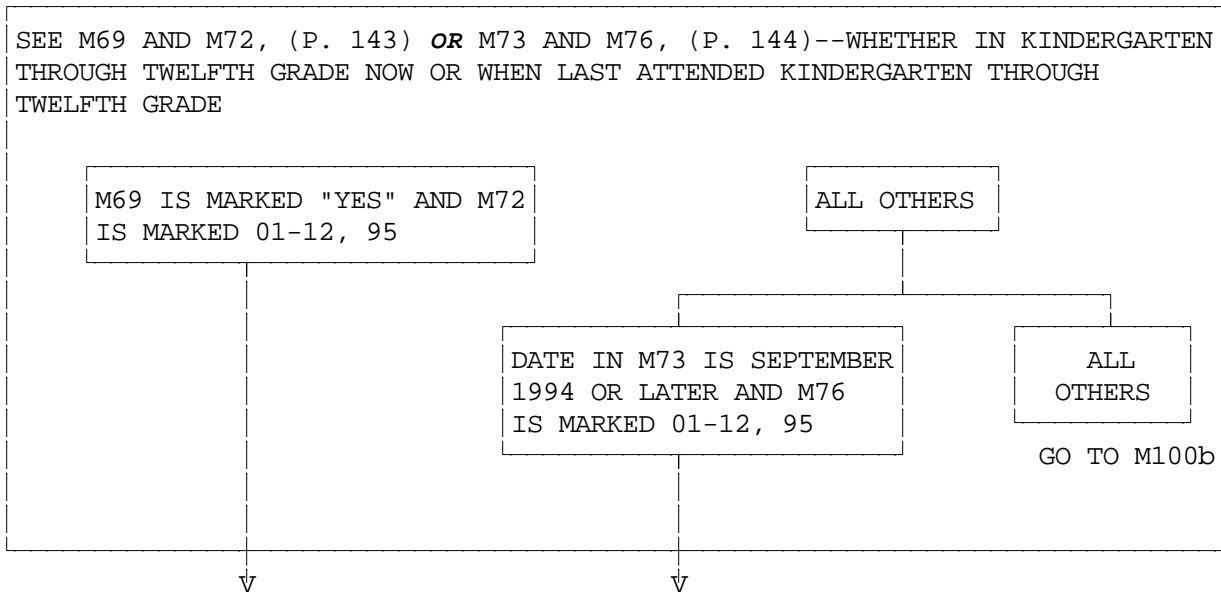 SEE M69 AND M72, (P. 143) OR M73 AND M76, (P. 144)--WHETHER IN KINDERGARTEN
THROUGH TWELFTH GRADE NOW OR WHEN LAST ATTENDED KINDERGARTEN THROUGH
TWELFTH GRADE
M69 IS MARKED "YES" AND M72
IS MARKED 01-12, 95
ALL OTHERS
DATE IN M73 IS SEPTEMBER
1994 OR LATER AND M76
IS MARKED 01-12, 95
ALL
OTHERS
GO TO M100b
V
V